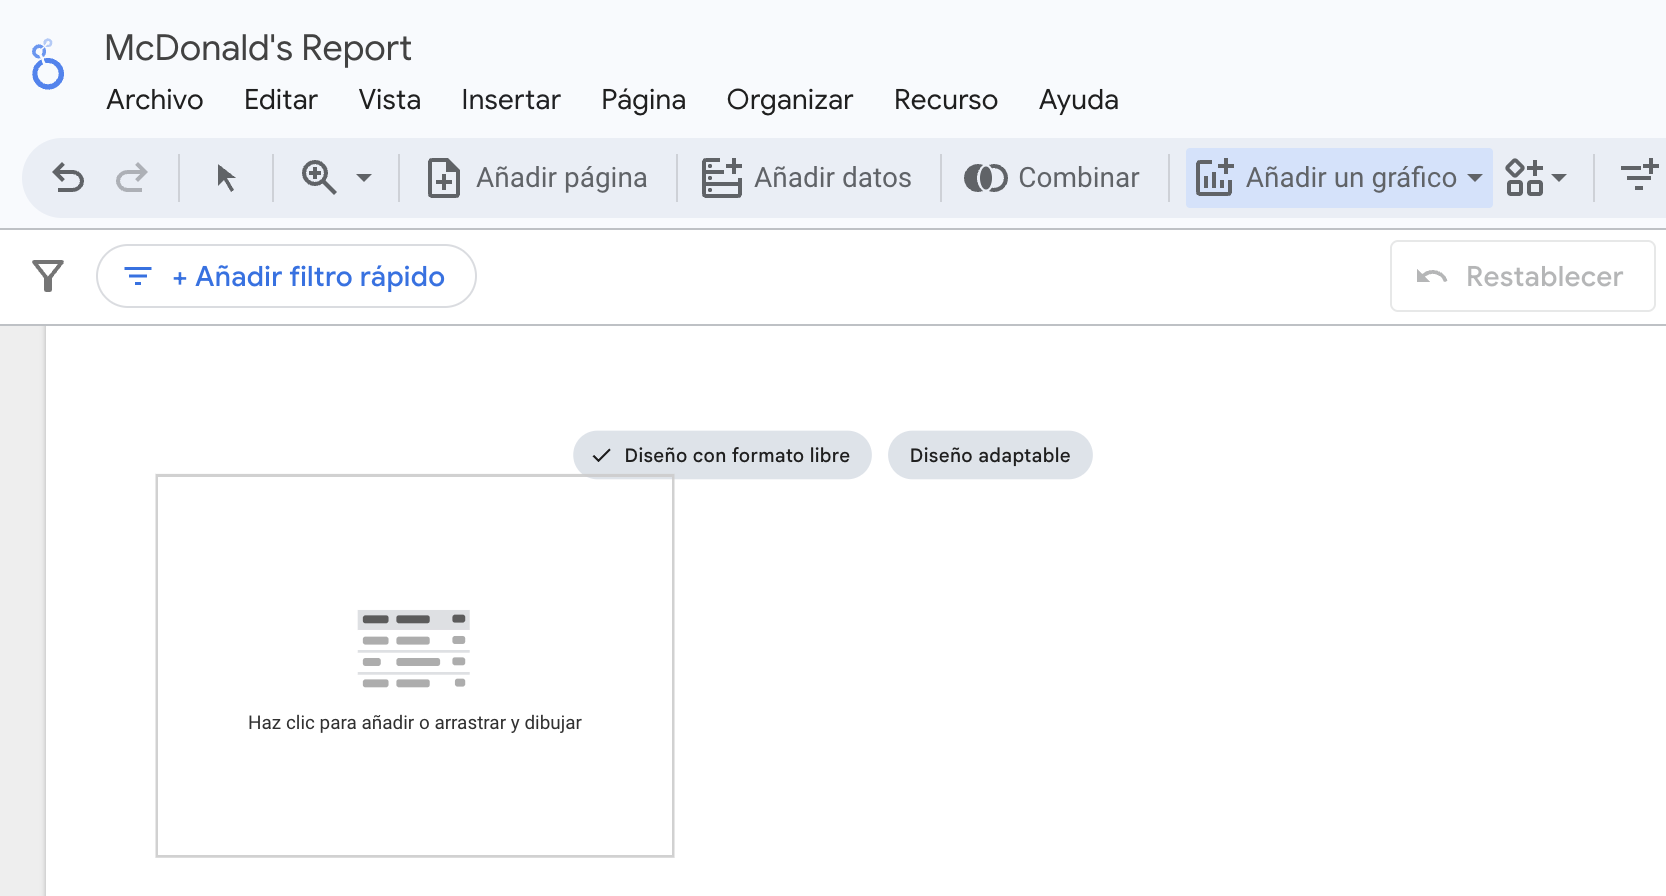 McDonald's Report
Archivo Editar Vista Insertar Página Organizar Recurso Ayuda
Añadir página Añadir datos Combinar Añadir un gráfico
+ Añadir filtro rápido Restablecer
Diseño con formato libre Diseño adaptable
Haz clic para añadir o arrastrar y dibujar